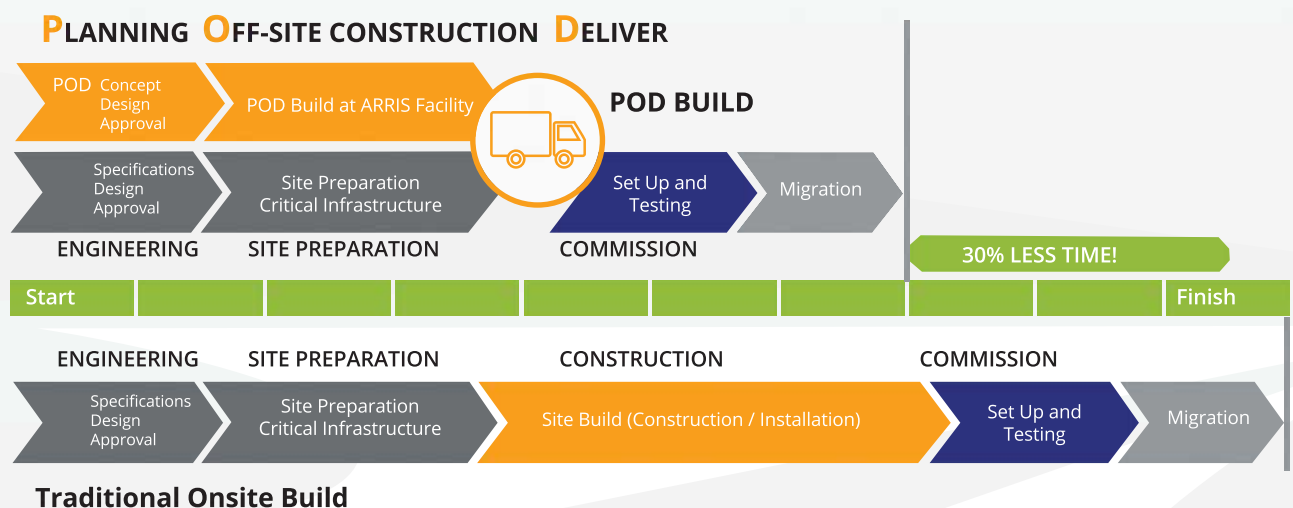 PLANNING OFF-SITE CONSTRUCTION DELIVER
POD Concept
Design
Approval
POD Build at ARRIS Facility
POD BUILD
Specifications
Design
Approval
Site Preparation
Critical Infrastructure
Set Up and
Testing
Migration
ENGINEERING
SITE PREPARATION
COMMISSION
30% LESS TIME!
Start
Finish
ENGINEERING
SITE PREPARATION
CONSTRUCTION
COMMISSION
Specifications
Design
Approval
Site Preparation
Critical Infrastructure
Site Build (Construction / Installation)
Set Up and
Testing
Migration
Traditional Onsite Build